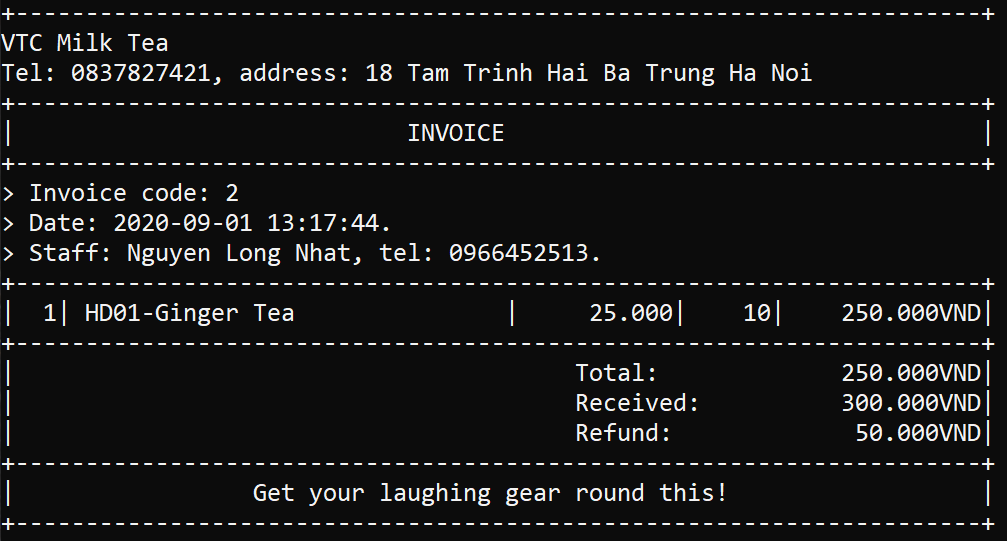 VTC Milk Tea
Tel: 0837827421, address: 18 Tam Trinh Hai Ba Trung Ha Noi
INVOICE
> Invoice code: 2
> Date: 2020-09-01 13:17:44.
> Staff: Nguyen Long Nhat, tel: 0966452513.
| 1| HD01-Ginger Tea | 25.000| 10| 250.000VND|
Total: 250.000VND
Received: 300.000VND
Refund: 50.000VND
Get your laughing gear round this!